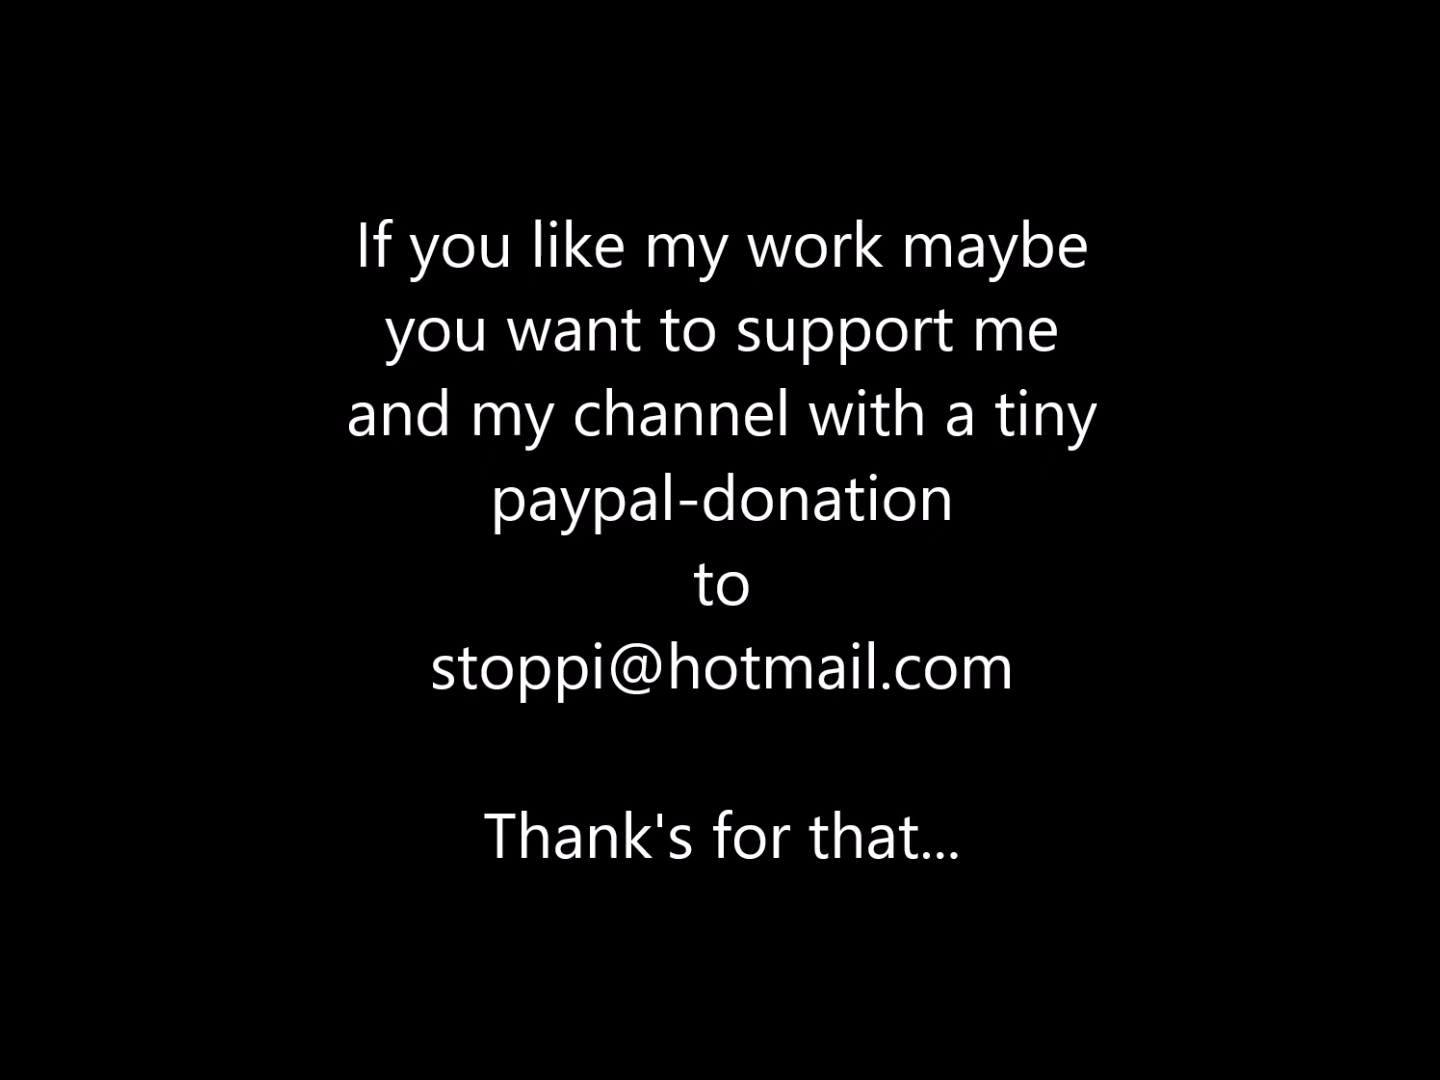 If you like my work maybe
you want to support me
and my channel with a tiny
paypal-donation
to
stoppi@hotmail.com
Thank's for that...